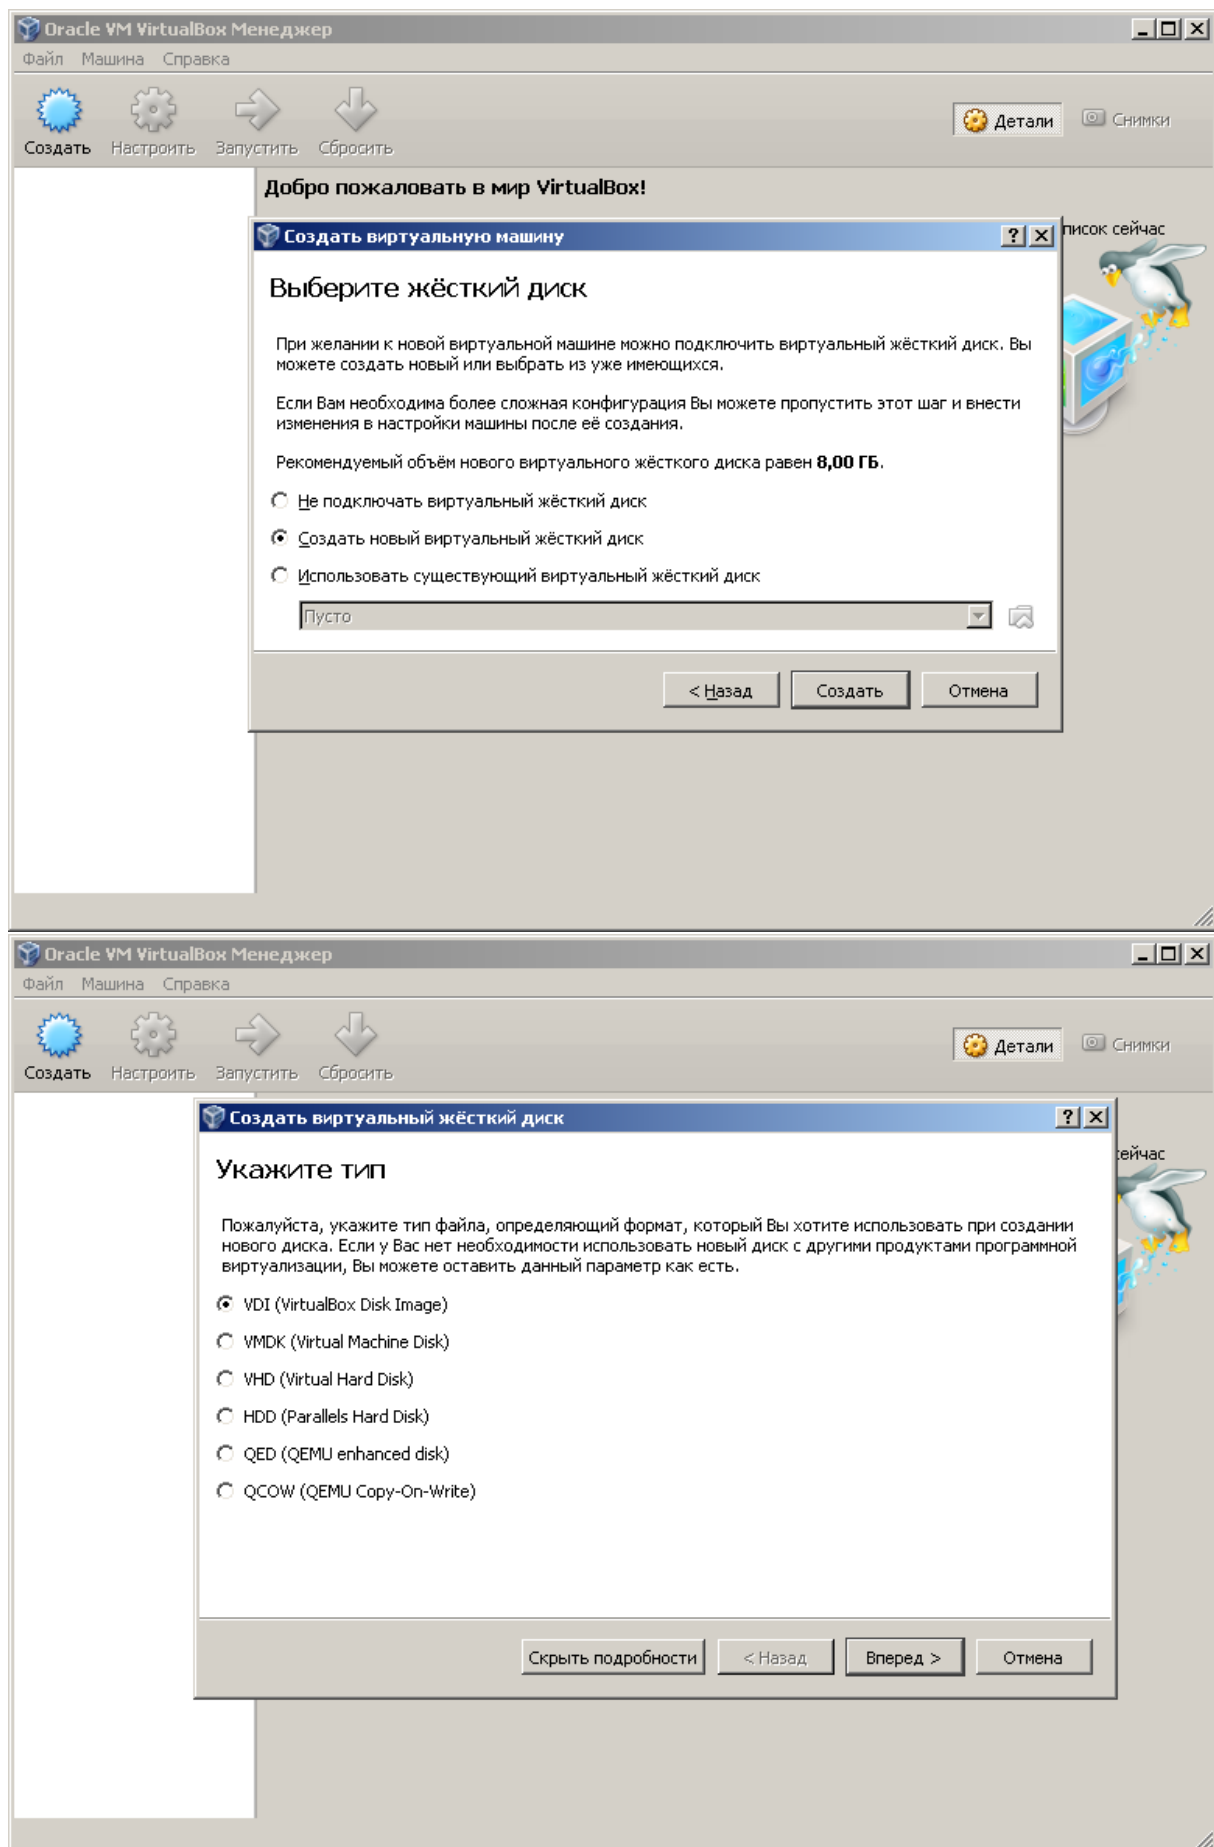 Oracle VM VirtualBox Менеджер
Файл Машина Справка
Создать Настроить Запустить Сбросить
Детали Снимки
Добро пожаловать в мир VirtualBox!
писок сейчас
Создать виртуальную машину
Выберите жёсткий диск
При желании к новой виртуальной машине можно подключить виртуальный жёсткий диск. Вы
можете создать новый или выбрать из уже имеющихся.
Если Вам необходима более сложная конфигурация Вы можете пропустить этот шаг и внести
изменения в настройки машины после её создания.
Рекомендуемый объём нового виртуального жёсткого диска равен 8,00 ГБ.
Не подключать виртуальный жёсткий диск
Создать новый виртуальный жёсткий диск
Использовать существующий виртуальный жёсткий диск
Пусто
< Назад Создать Отмена
Oracle VM VirtualBox Менеджер
Файл Машина Справка
Создать Настроить Запустить Сбросить
Детали Снимки
Создать виртуальный жёсткий диск
ейчас
Укажите тип
Пожалуйста, укажите тип файла, определяющий формат, который Вы хотите использовать при создании
нового диска. Если у Вас нет необходимости использовать новый диск с другими продуктами программной
виртуализации, Вы можете оставить данный параметр как есть.
VDI (VirtualBox Disk Image)
VMDK (Virtual Machine Disk)
VHD (Virtual Hard Disk)
HDD (Parallels Hard Disk)
QED (QEMU enhanced disk)
QCOW (QEMU Copy-On-Write)
Скрыть подробности < Назад Вперед > Отмена